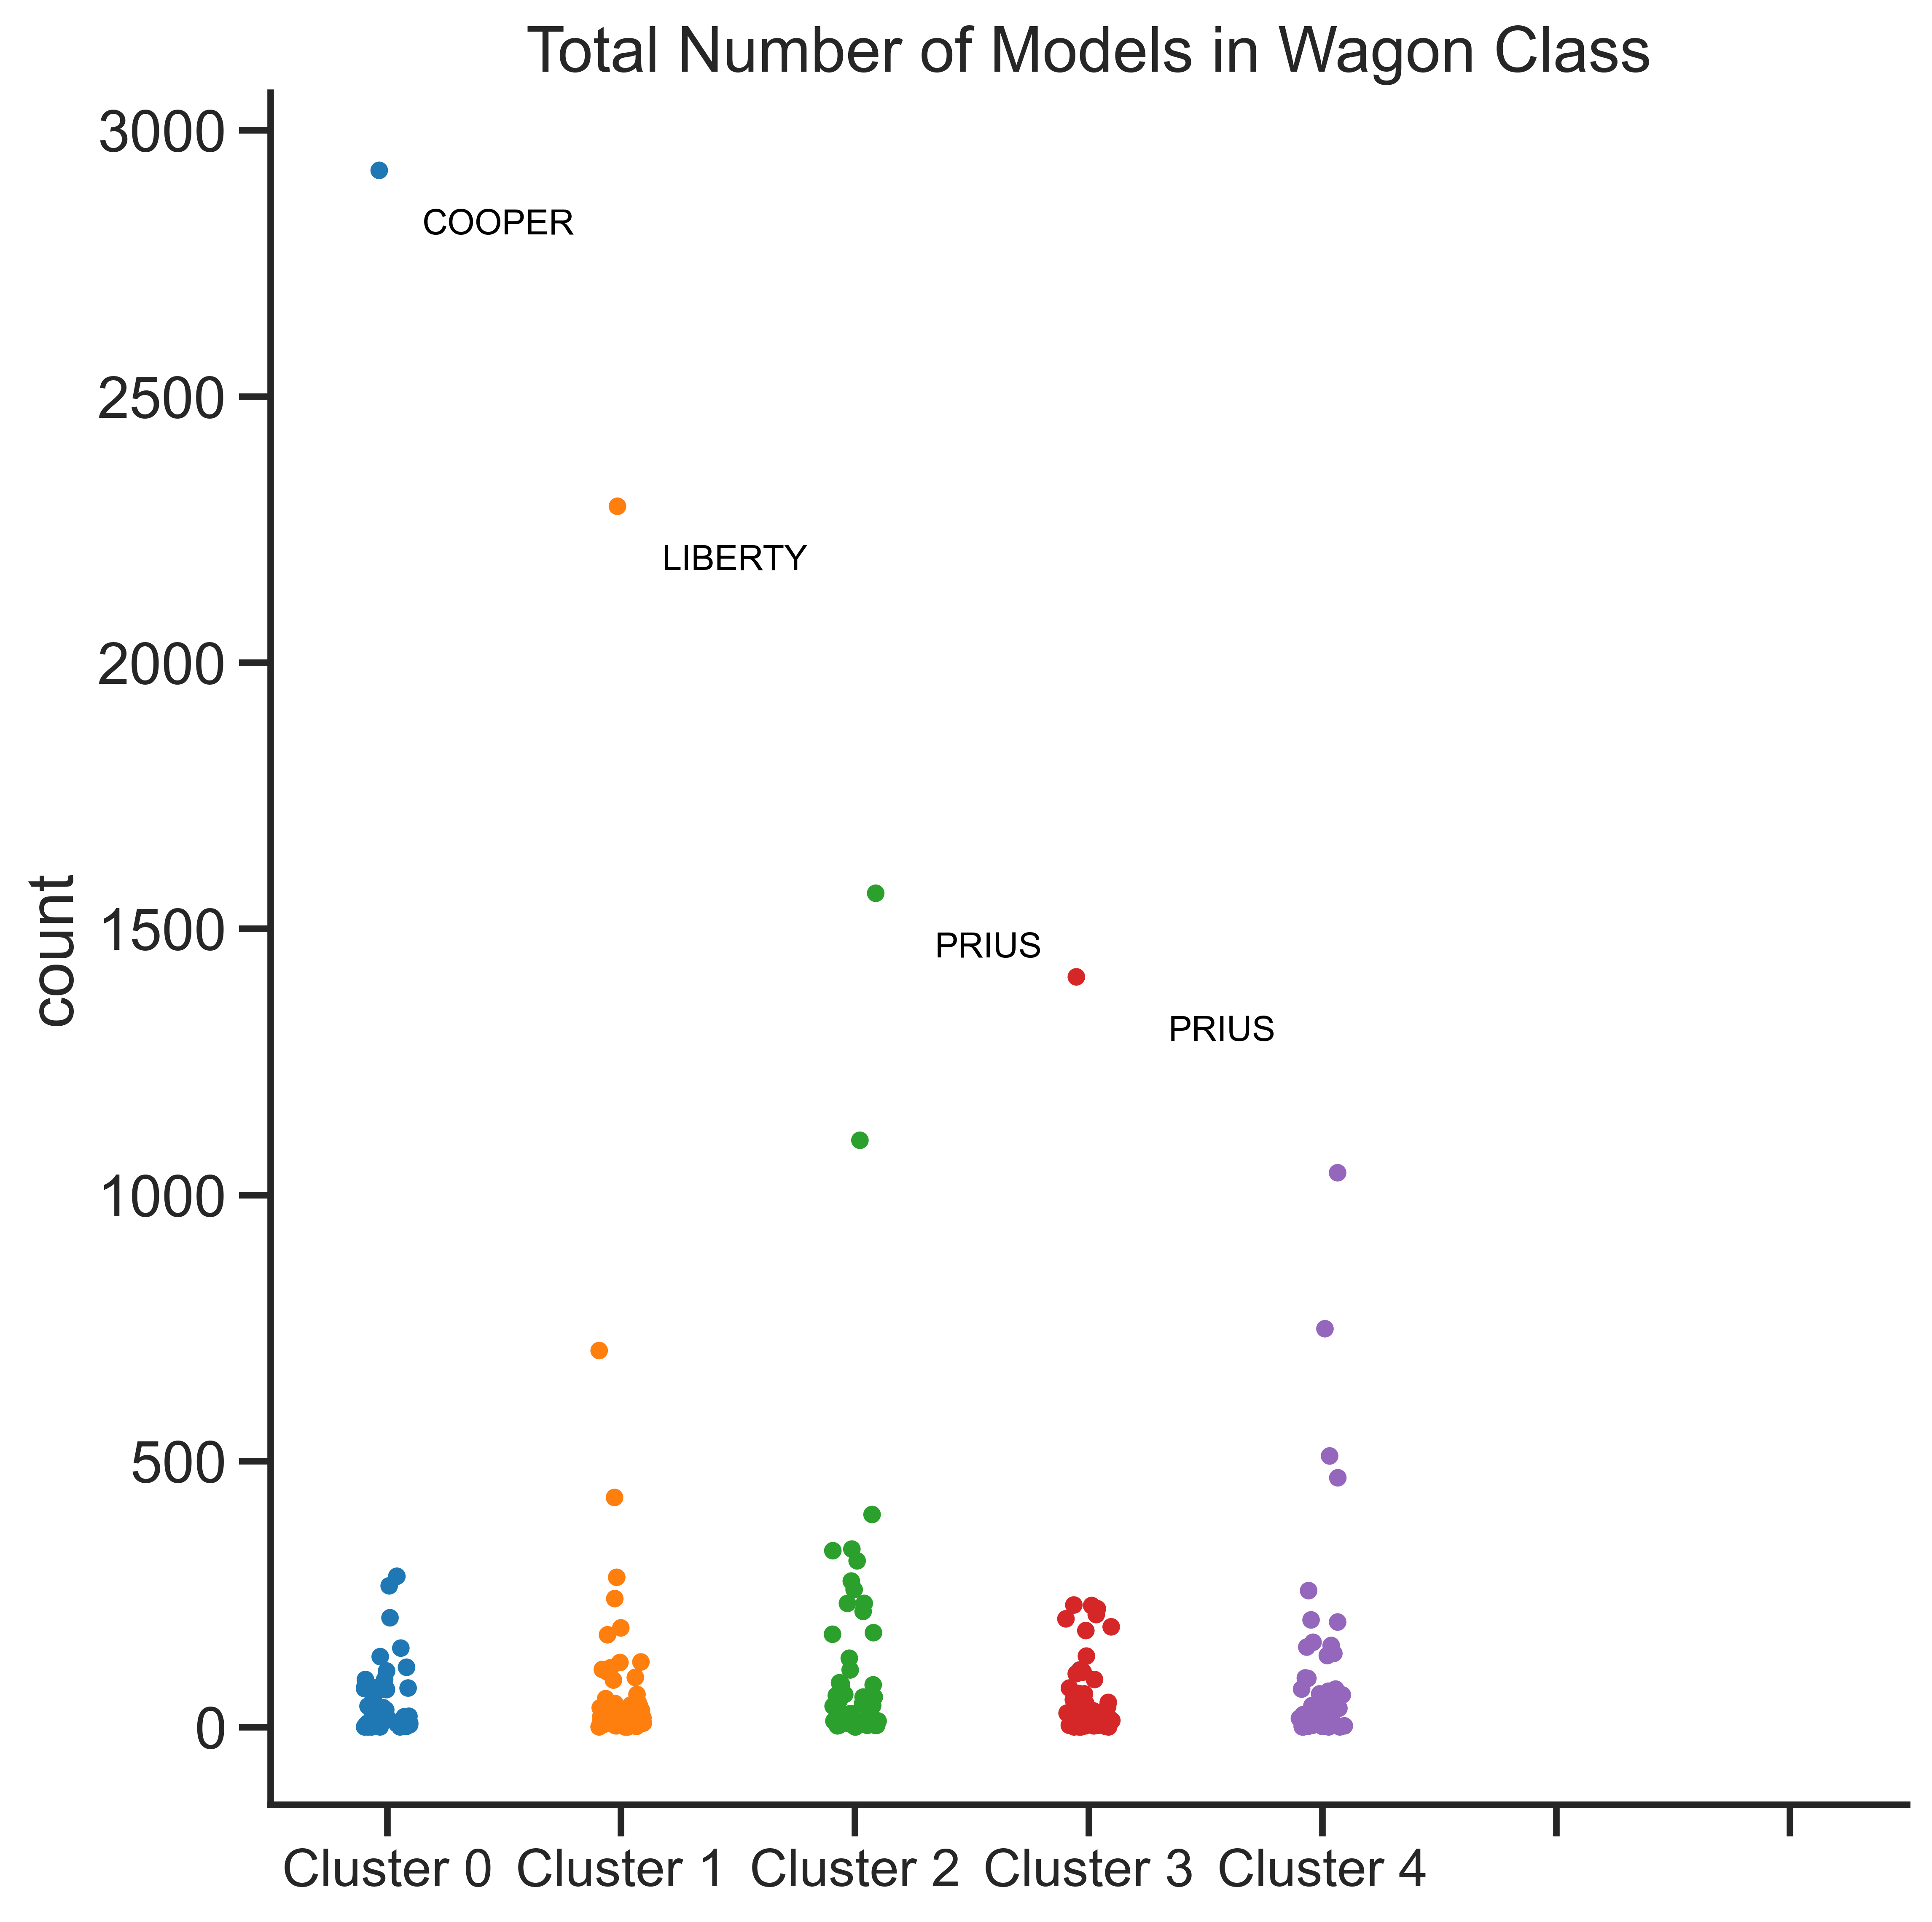 Total Number of Models in Wagon Class
3000
COOPER
2500
LIBERTY
2000
count
1500
PRIUS
PRIUS
1000
500
0
Cluster 0 Cluster 1 Cluster 2 Cluster 3 Cluster 4